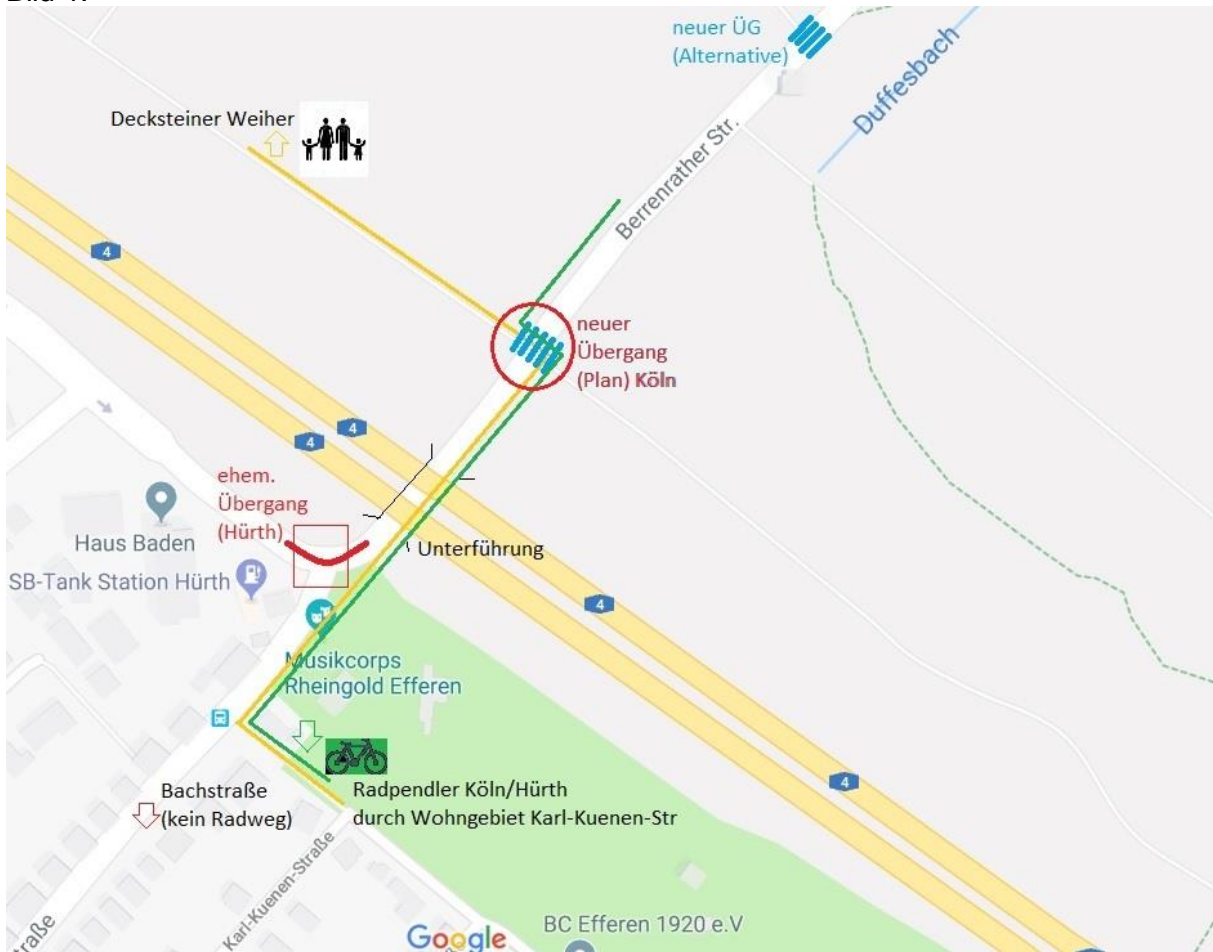 neuer ÜG
(Alternative)
Duffesbach
Decksteiner Weiher
Berrenrather Str.
4
neuer
Übergang
(Plan) Köln
4
4
ehem.
Übergang
(Hürth)
Haus Baden
Unterführung
SB-Tank Station Hürth
4
Musikcorps
Rheingold Efferen
4
Bachstraße
(kein Radweg)
Radpendler Köln/Hürth
durch Wohngebiet Karl-Kuenen-Str
Karl-Kuenen-Straße
raße
Google
BC Efferen 1920 e.V